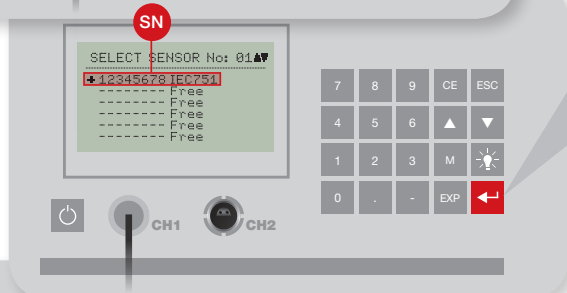 SN
SELECT SENSOR No: 01▲▼
+ 12345678 IEC751
-------- Free
-------- Free
-------- Free
-------- Free
-------- Free
7 8 9 CE ESC
4 5 6 ▲ ▼
1 2 3 M
0 . - EXP
CH1 CH2